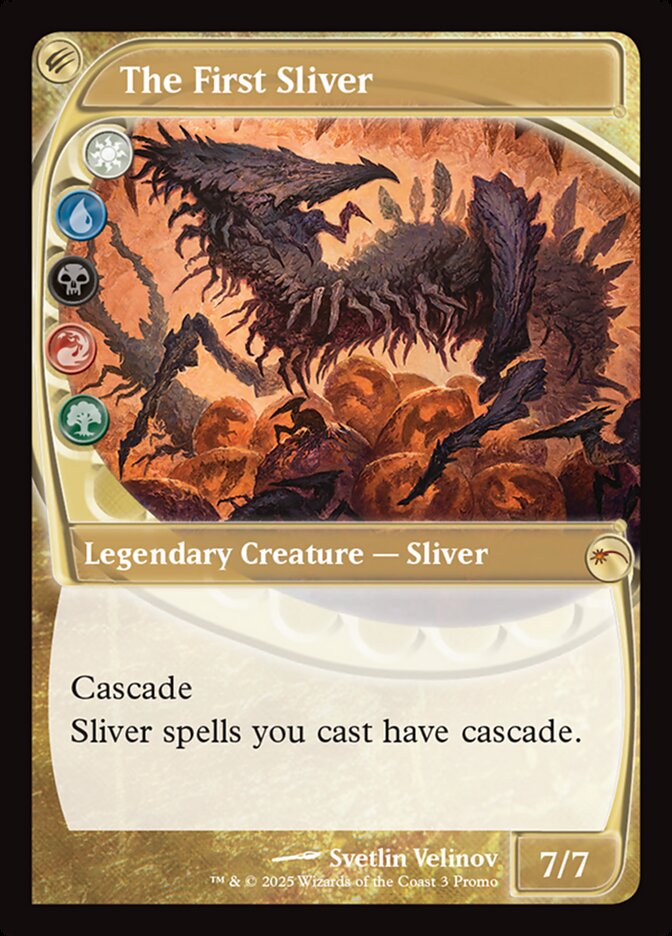 The First Sliver
Legendary Creature — Sliver
Cascade
Sliver spells you cast have cascade.
Svetlin Velinov
7/7
™ & © 2025 Wizards of the Coast 3 Promo